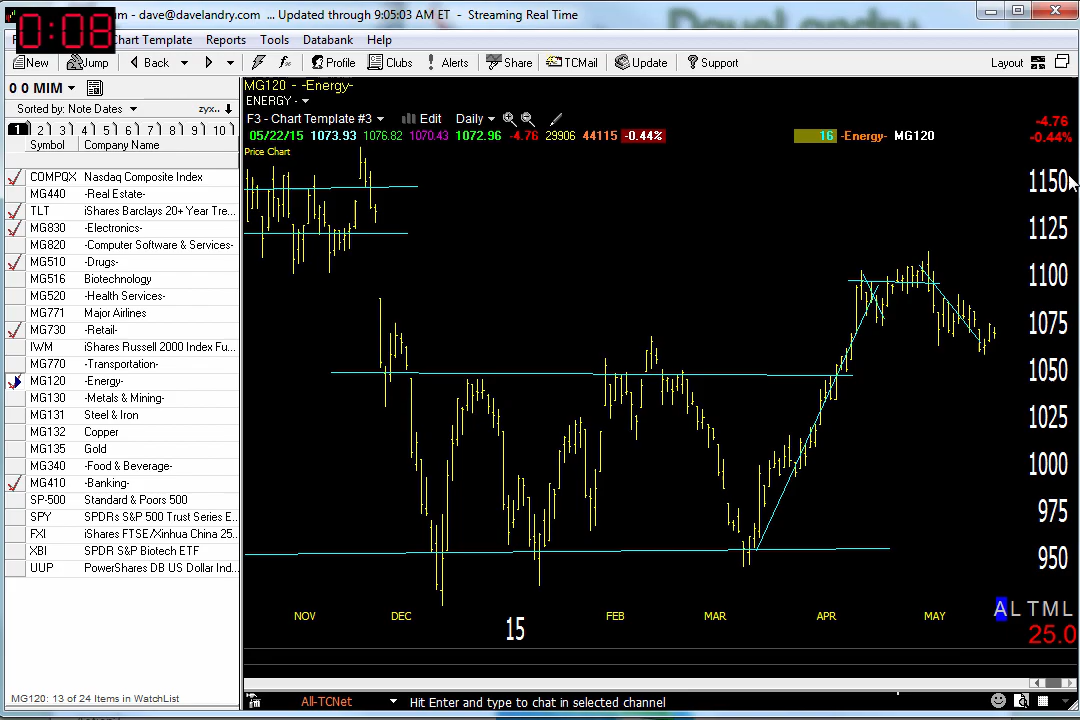 um - dave@davelandry.com ... Updated through 9:05:03 AM ET - Streaming Real Time
0:08
Chart Template Reports Tools Databank Help
New Jump Back Profile Clubs Alerts Share TCMail Update Support Layout
0 0 MIM
Sorted by: Note Dates zyx..
1 2 3 4 5 6 7 8 9 10
Symbol Company Name
COMPQX Nasdaq Composite Index
MG440 -Real Estate-
TLT iShares Barclays 20+ Year Tre...
MG830 -Electronics-
MG820 -Computer Software & Services-
MG510 -Drugs-
MG516 Biotechnology
MG520 -Health Services-
MG771 Major Airlines
MG730 -Retail-
IWM iShares Russell 2000 Index Fu...
MG770 -Transportation-
MG120 -Energy-
MG130 -Metals & Mining-
MG131 Steel & Iron
MG132 Copper
MG135 Gold
MG340 -Food & Beverage-
MG410 -Banking-
SP-500 Standard & Poors 500
SPY SPDRs S&P 500 Trust Series E...
FXI iShares FTSE/Xinhua China 25...
XBI SPDR S&P Biotech ETF
UUP PowerShares DB US Dollar Ind...
MG120: 13 of 24 Items in WatchList
MG120 - -Energy-
ENERGY -
F3 - Chart Template #3 Edit Daily
05/22/15 1073.93 1076.82 1070.43 1072.96 -4.76 29906 44115 -0.44% 16 -Energy- MG120
-4.76
-0.44%
Price Chart
1150
1125
1100
1075
1050
1025
1000
975
950
NOV DEC 15 FEB MAR APR MAY
A L T M L
25.0
All-TCNet Hit Enter and type to chat in selected channel